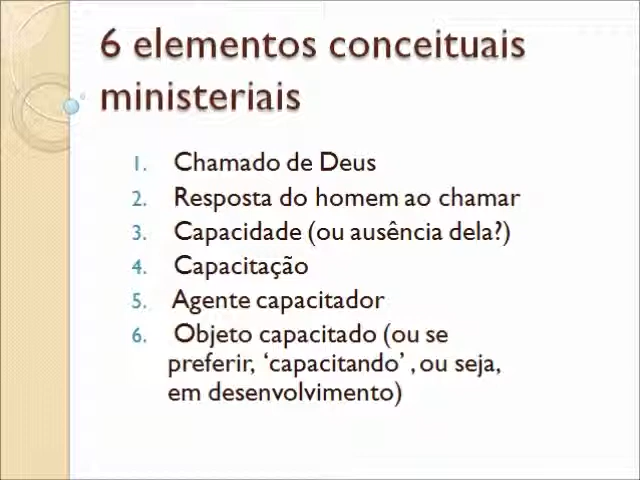 6 elementos conceituais
ministeriais
1. Chamado de Deus
2. Resposta do homem ao chamar
3. Capacidade (ou ausência dela?)
4. Capacitação
5. Agente capacitador
6. Objeto capacitado (ou se
preferir, ‘capacitando’ , ou seja,
em desenvolvimento)